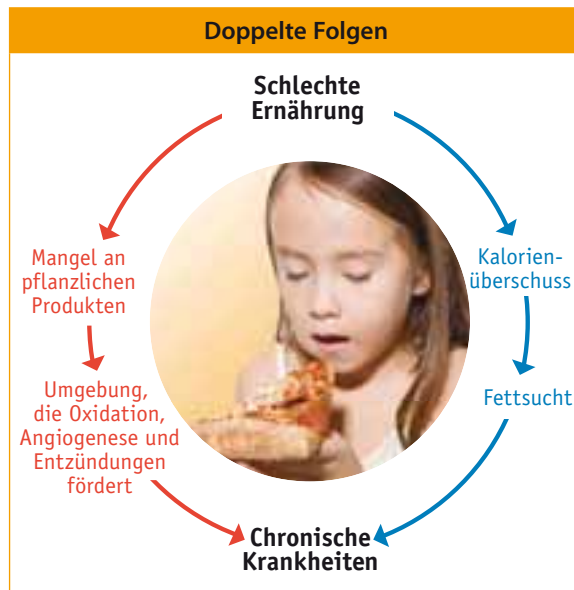 Doppelte Folgen
Schlechte
Ernährung
Mangel an
pflanzlichen
Produkten
Umgebung,
die Oxidation,
Angiogenese und
Entzündungen
fördert
Kalorien-
überschuss
Fettsucht
Chronische
Krankheiten